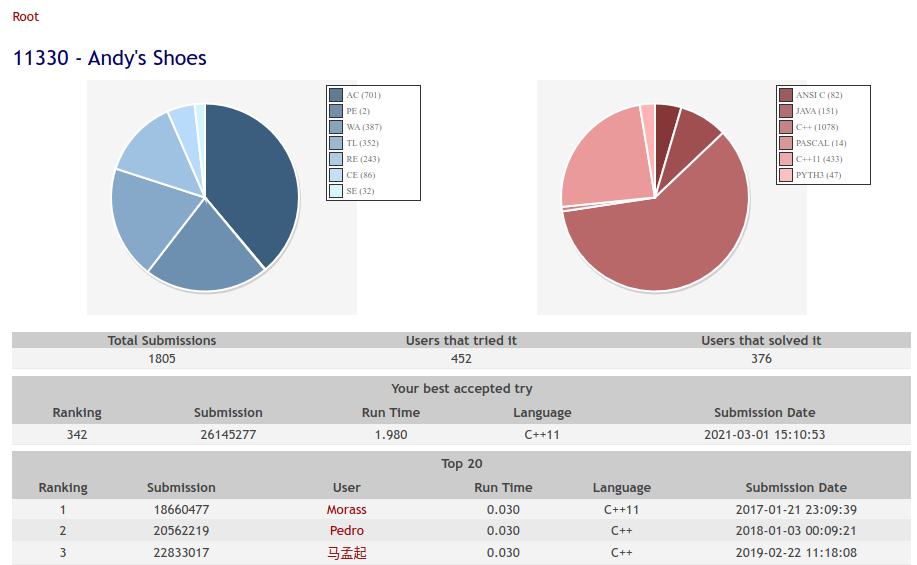 Root
11330 - Andy's Shoes
AC (701)
PE (2)
WA (387)
TL (352)
RE (243)
CE (86)
SE (32)
ANSI C (82)
JAVA (151)
C++ (1078)
PASCAL (14)
C++11 (433)
PYTH3 (47)
Total Submissions Users that tried it Users that solved it
1805 452 376
Your best accepted try
Ranking Submission Run Time Language Submission Date
342 26145277 1.980 C++11 2021-03-01 15:10:53
Top 20
Ranking Submission User Run Time Language Submission Date
1 18660477 Morass 0.030 C++11 2017-01-21 23:09:39
2 20562219 Pedro 0.030 C++ 2018-01-03 00:09:21
3 22833017 马孟起 0.030 C++ 2019-02-22 11:18:08